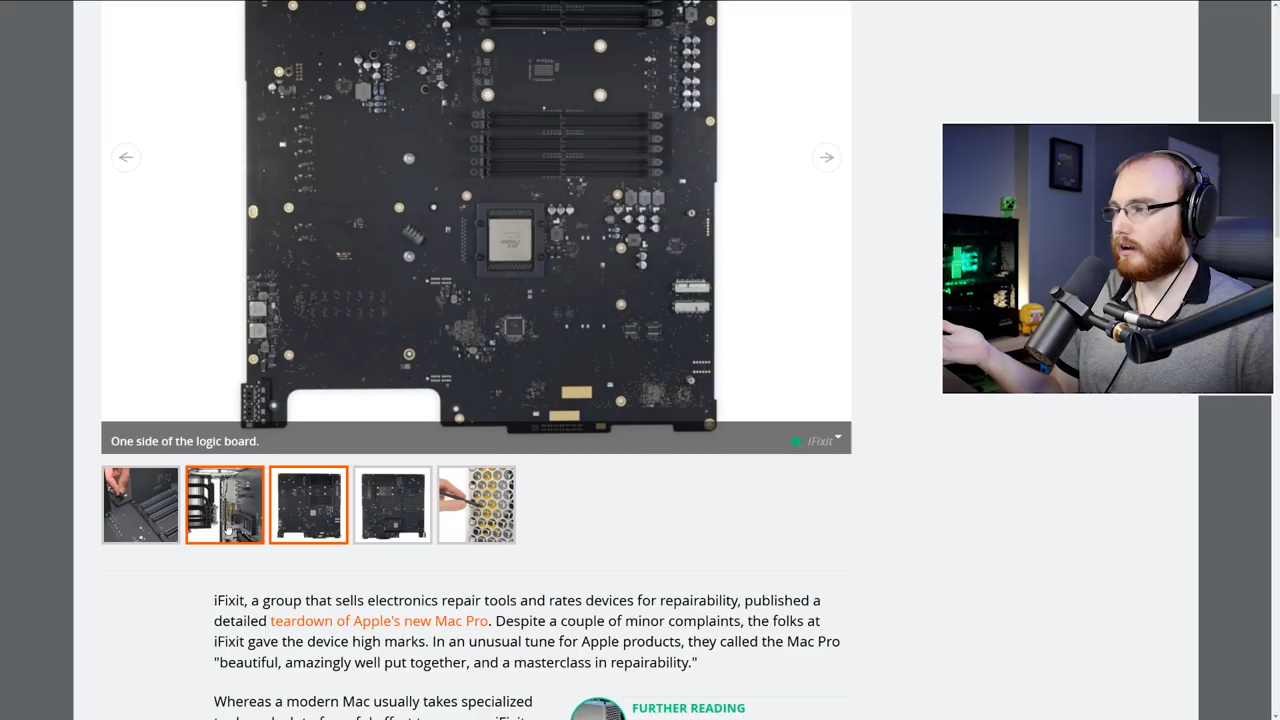 One side of the logic board.
iFixit
iFixit, a group that sells electronics repair tools and rates devices for repairability, published a
detailed teardown of Apple's new Mac Pro. Despite a couple of minor complaints, the folks at
iFixit gave the device high marks. In an unusual tune for Apple products, they called the Mac Pro
"beautiful, amazingly well put together, and a masterclass in repairability."
Whereas a modern Mac usually takes specialized
FURTHER READING